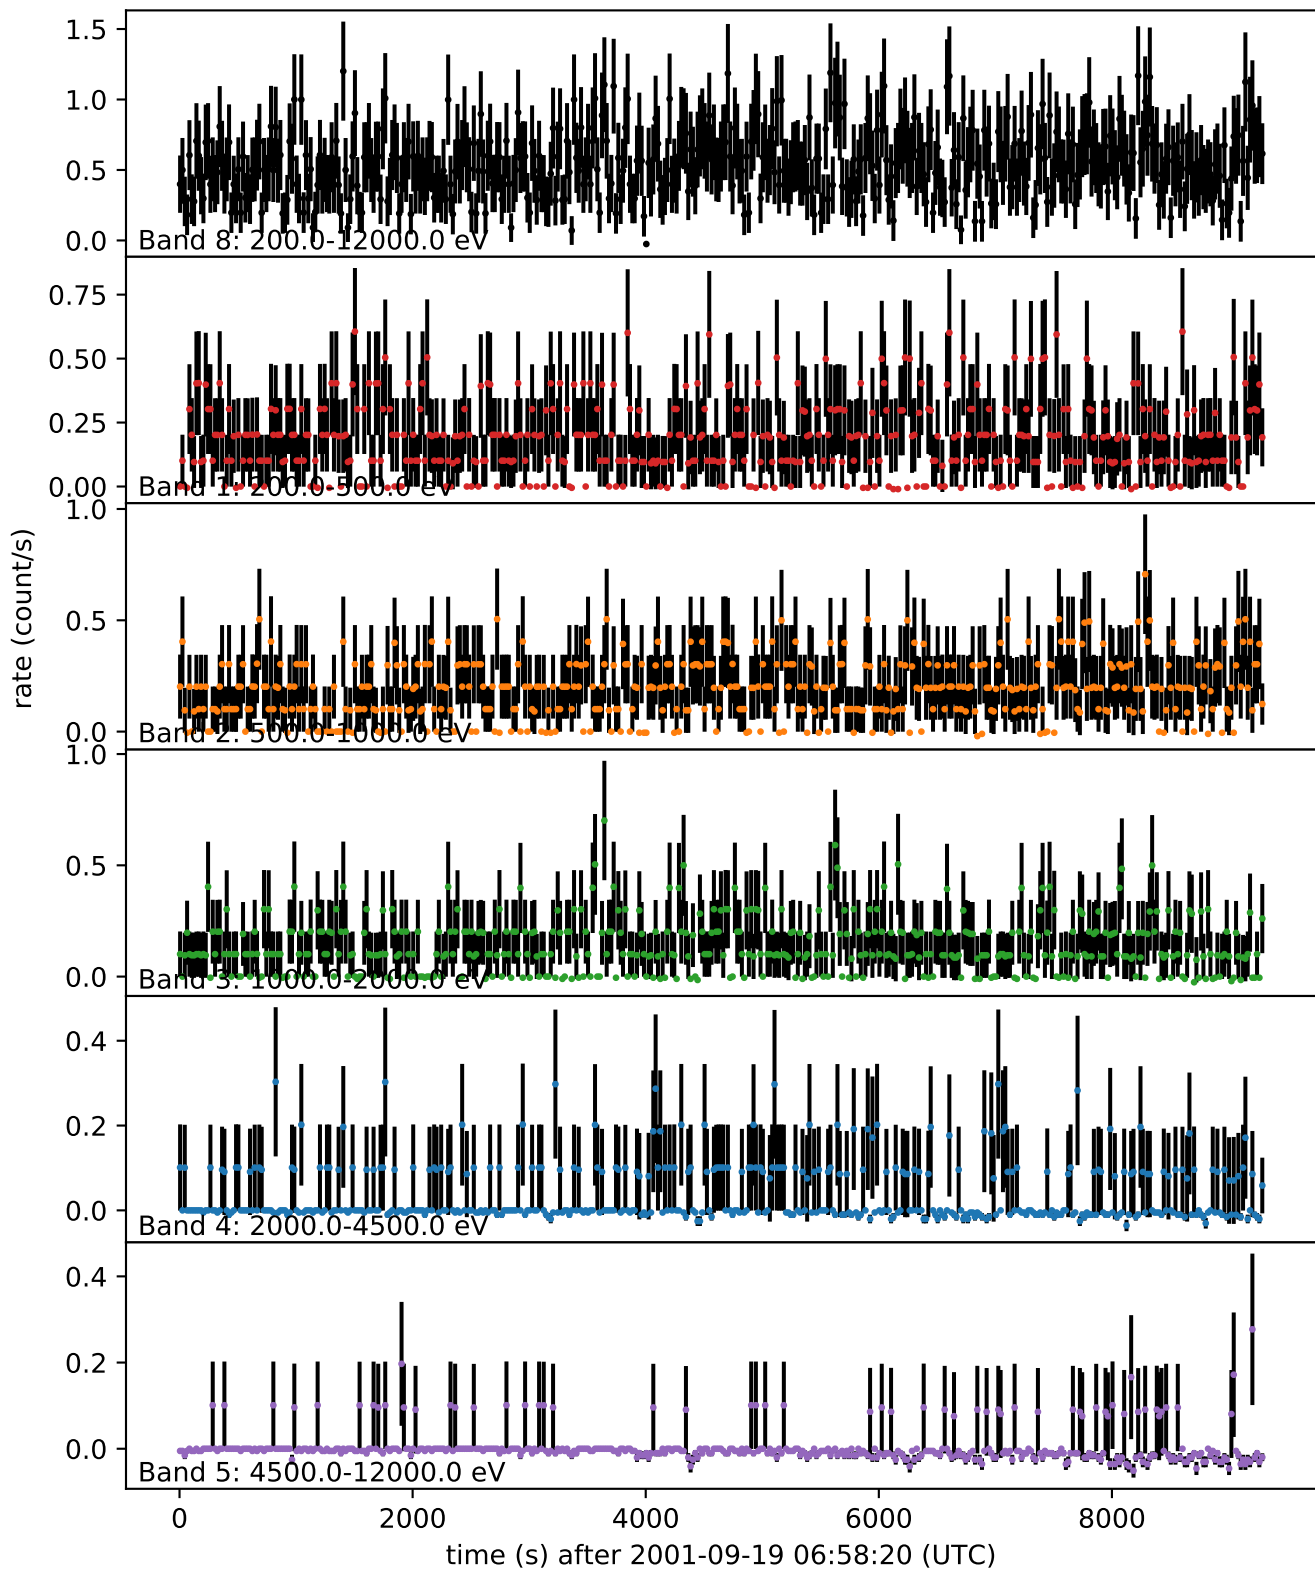 1.5
1.0
0.5
0.0
Band 8: 200.0-12000.0 eV
0.75
0.50
0.25
0.00
Band 1: 200.0-500.0 eV
1.0
0.5
0.0
Band 2: 500.0-1000.0 eV
rate (count/s)
1.0
0.5
0.0
Band 3: 1000.0-2000.0 eV
0.4
0.2
0.0
Band 4: 2000.0-4500.0 eV
0.4
0.2
0.0
Band 5: 4500.0-12000.0 eV
0 2000 4000 6000 8000
time (s) after 2001-09-19 06:58:20 (UTC)